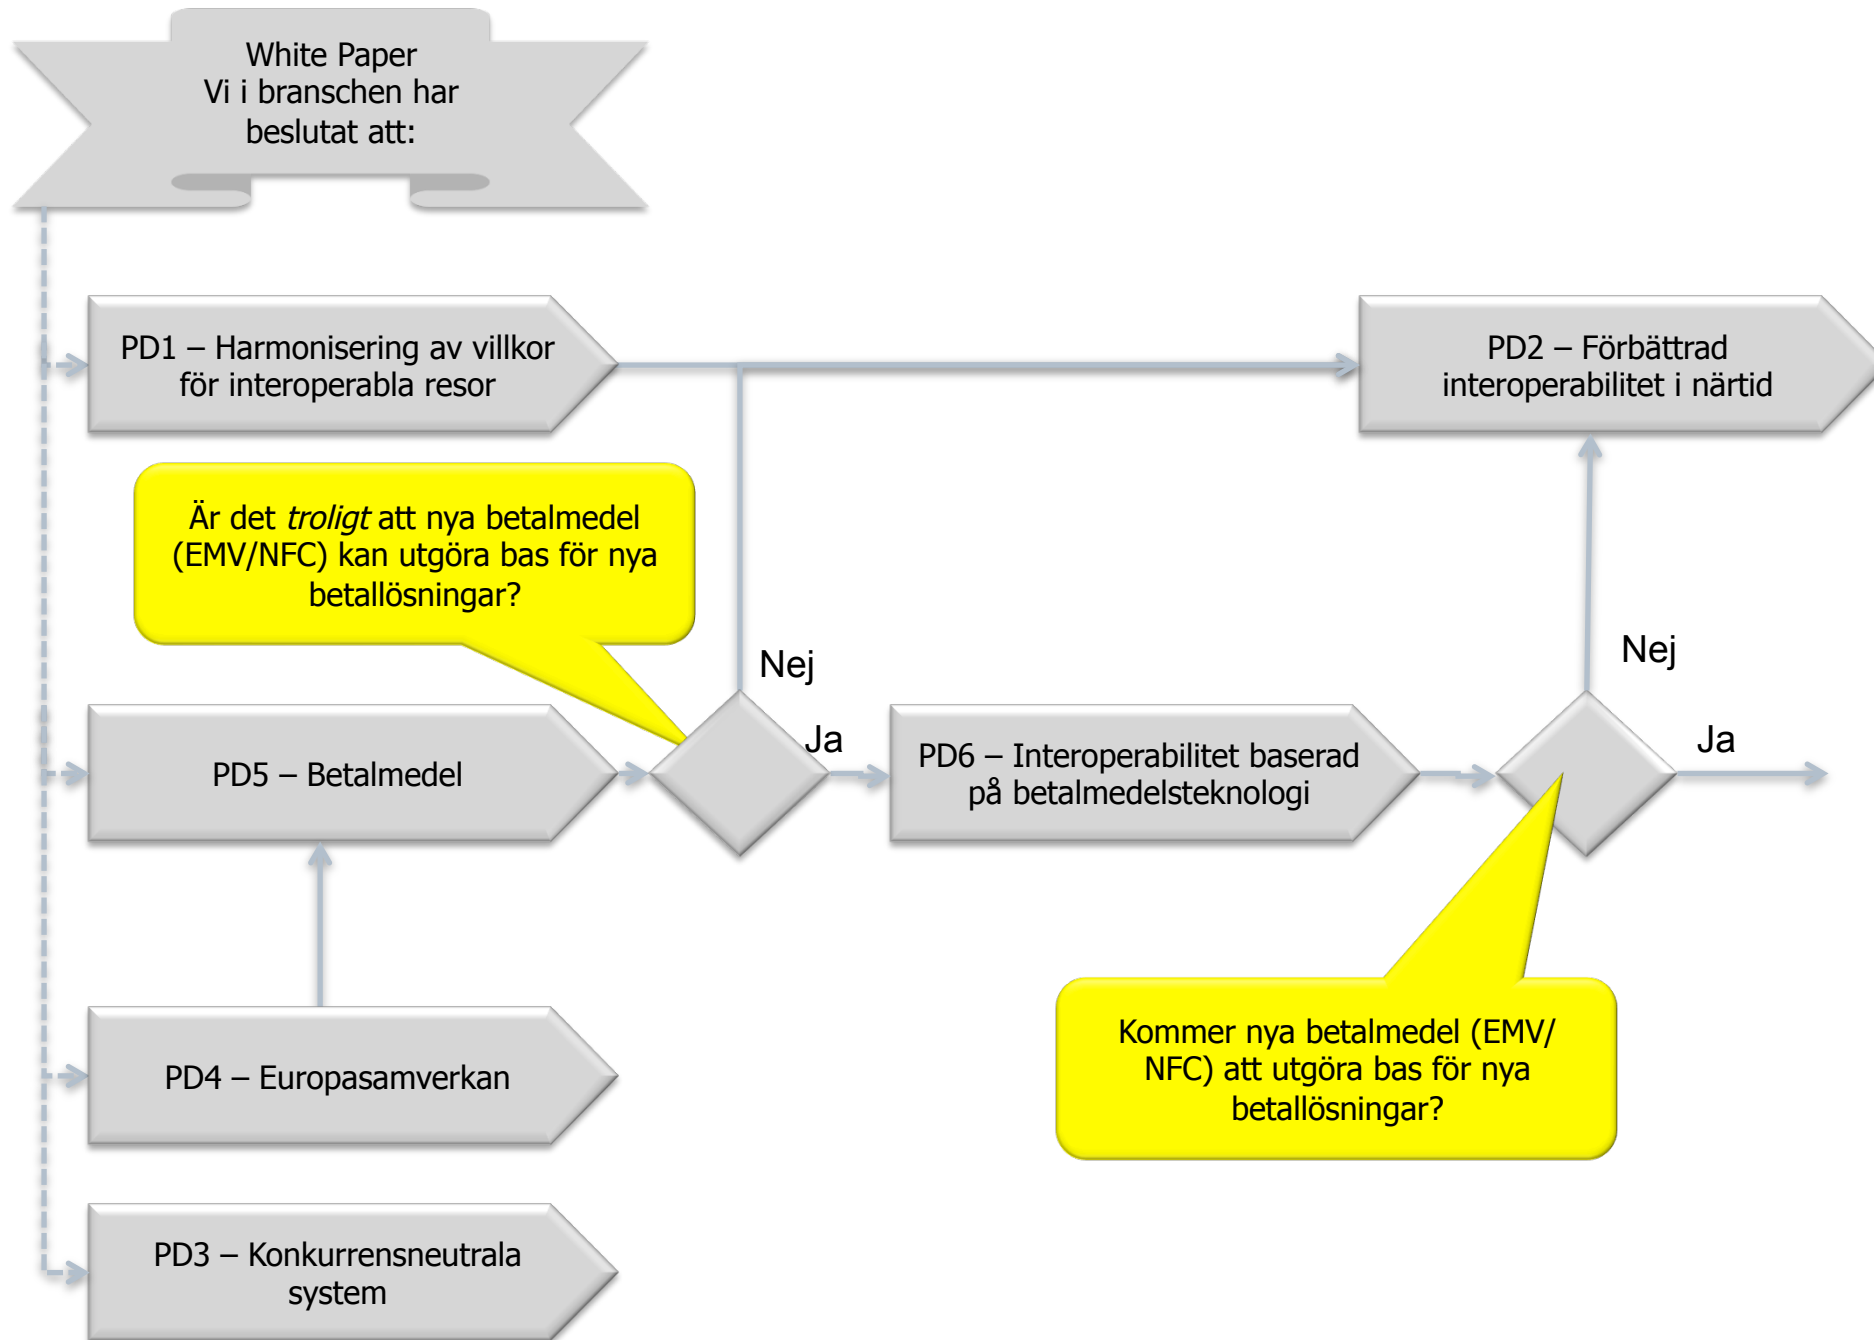 White Paper
Vi i branschen har
beslutat att:
PD1 – Harmonisering av villkor
för interoperabla resor
PD2 – Förbättrad
interoperabilitet i närtid
Är det troligt att nya betalmedel
(EMV/NFC) kan utgöra bas för nya
betallösningar?
Nej
Nej
PD5 – Betalmedel
Ja
PD6 – Interoperabilitet baserad
på betalmedelsteknologi
Ja
PD4 – Europasamverkan
Kommer nya betalmedel (EMV/
NFC) att utgöra bas för nya
betallösningar?
PD3 – Konkurrensneutrala
system